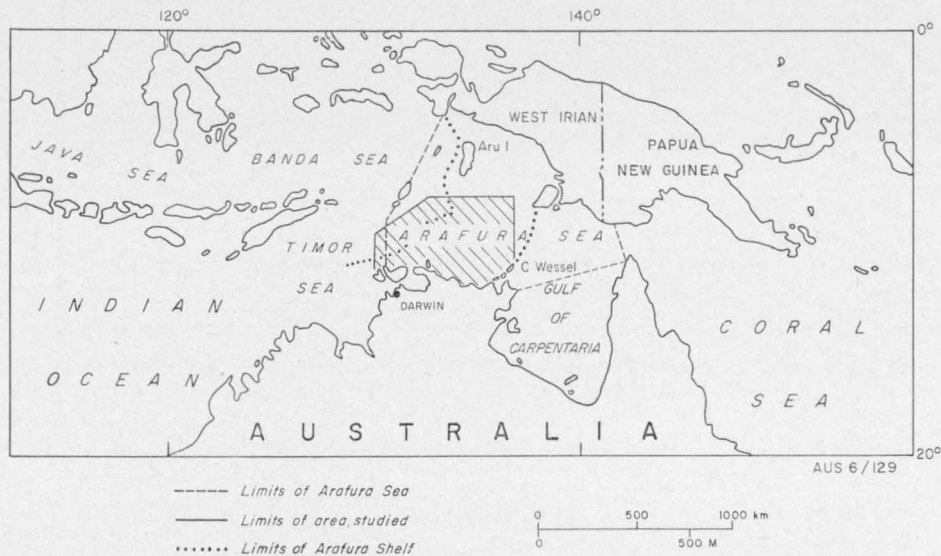 120° 140°
0°
WEST IRIAN
PAPUA
NEW GUINEA
JAVA
SEA
BANDA SEA
Aru I
ARAFURA SEA
TIMOR
SEA
C Wessel
GULF
OF
CARPENTARIA
DARWIN
INDIAN
OCEAN
CORAL
SEA
AUSTRALIA
20°
AUS 6/129
Limits of Arafura Sea
Limits of area studied
Limits of Arafura Shelf
0 500 1000 km
0 500 M